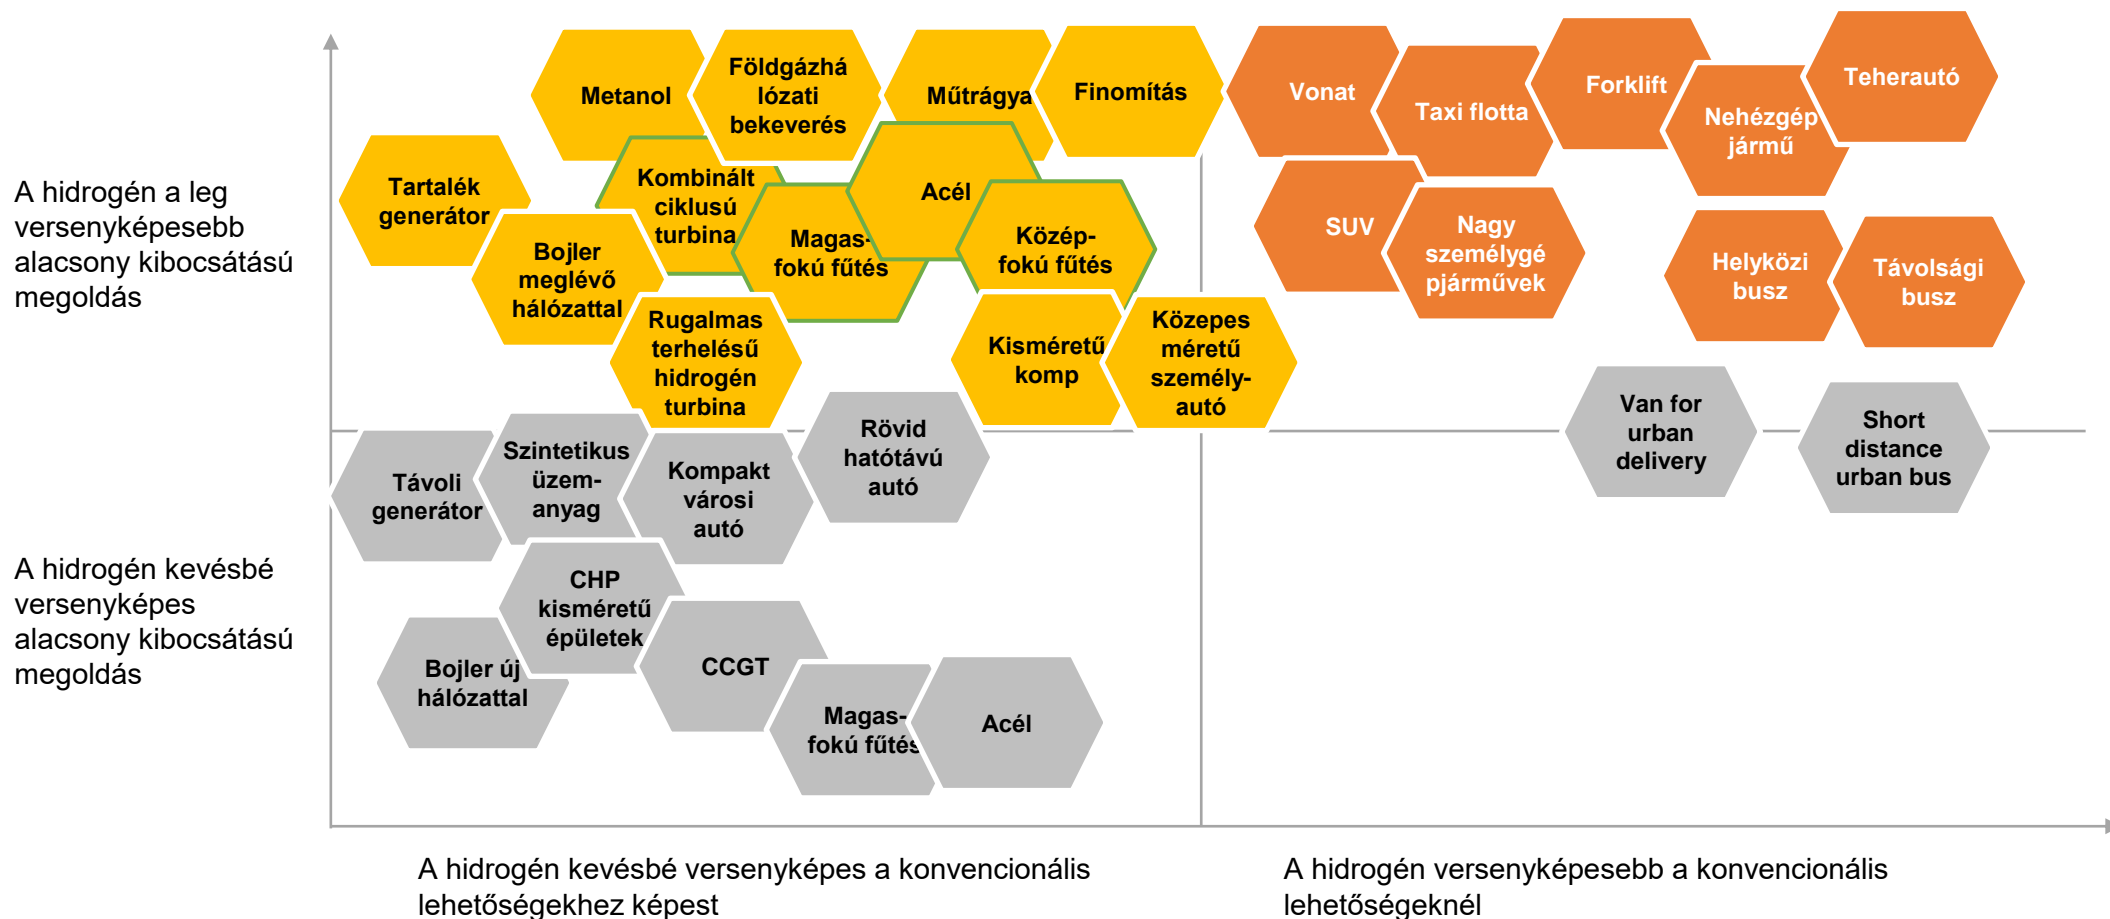 Metanol
Földgázhá
lózati
bekeverés
Műtrágya
Finomítás
Vonat
Taxi flotta
Forklift
Nehézgép
jármű
Teherautó
A hidrogén a leg
versenyképesebb
alacsony kibocsátású
megoldás
Tartalék
generátor
Kombinált
ciklusú
turbina
Acél
Bojler
meglévő
hálózattal
Magas-
fokú fűtés
Közép-
fokú fűtés
SUV
Nagy
személygé
pjárművek
Helyközi
busz
Távolsági
busz
Rugalmas
terhelésű
hidrogén
turbina
Kisméretű
komp
Közepes
méretű
személy-
autó
Van for
urban
delivery
Short
distance
urban bus
Távoli
generátor
Szintetikus
üzem-
anyag
Kompakt
városi
autó
Rövid
hatótávú
autó
A hidrogén kevésbé
versenyképes
alacsony kibocsátású
megoldás
CHP
kisméretű
épületek
Bojler új
hálózattal
CCGT
Magas-
fokú fűtés
Acél
A hidrogén kevésbé versenyképes a konvencionális
lehetőségekhez képest
A hidrogén versenyképesebb a konvencionális
lehetőségeknél